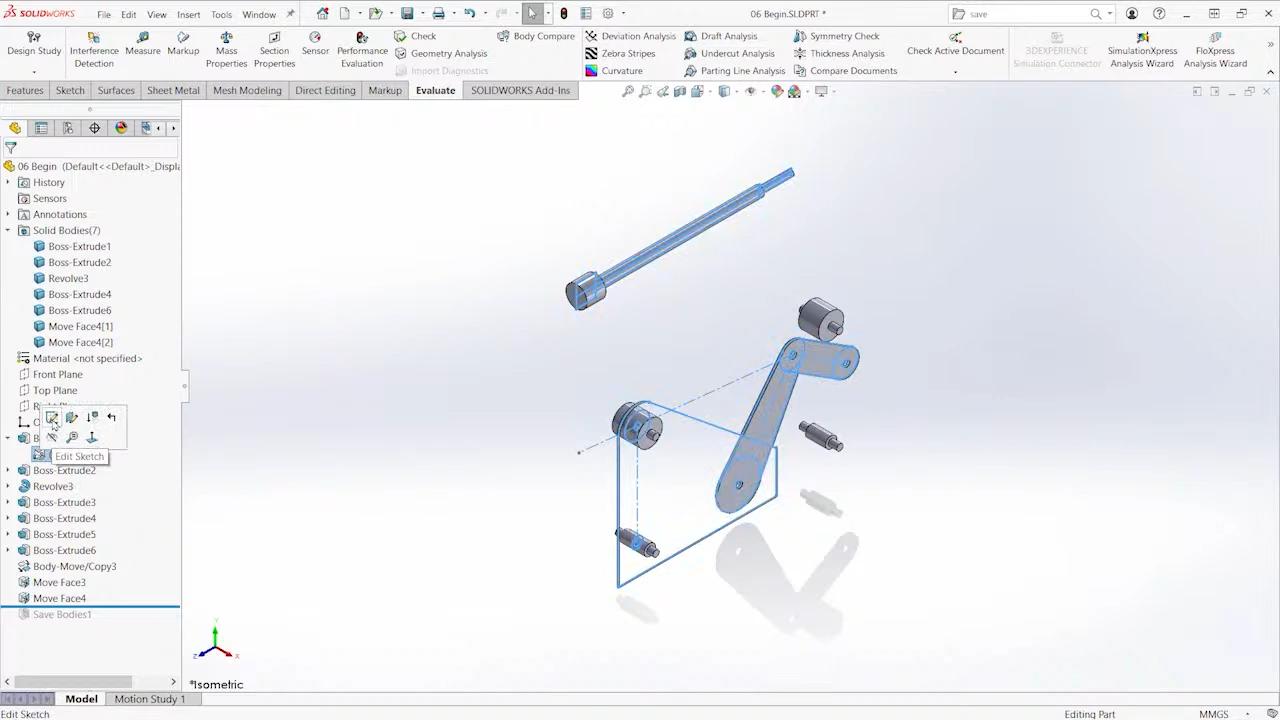 SOLIDWORKS File Edit View Insert Tools Window 06 Begin.SLDPRT * save
Design Study Interference Detection Measure Markup Mass Properties Section Properties Sensor Performance Evaluation
Check Body Compare
Geometry Analysis
Import Diagnostics
Deviation Analysis Draft Analysis Symmetry Check
Zebra Stripes Undercut Analysis Thickness Analysis
Curvature Parting Line Analysis Compare Documents
Check Active Document 3DEXPERIENCE Simulation Connector SimulationXpress Analysis Wizard FloXpress Analysis Wizard
Features Sketch Surfaces Sheet Metal Mesh Modeling Direct Editing Markup Evaluate SOLIDWORKS Add-Ins
06 Begin (Default<<Default>_Displa
History
Sensors
Annotations
Solid Bodies(7)
Boss-Extrude1
Boss-Extrude2
Revolve3
Boss-Extrude4
Boss-Extrude6
Move Face4[1]
Move Face4[2]
Material <not specified>
Front Plane
Top Plane
Edit Sketch
Boss-Extrude2
Revolve3
Boss-Extrude3
Boss-Extrude4
Boss-Extrude5
Boss-Extrude6
Body-Move/Copy3
Move Face3
Move Face4
Save Bodies1
Y
Z X
*Isometric
Model Motion Study 1
Edit Sketch Editing Part MMGS